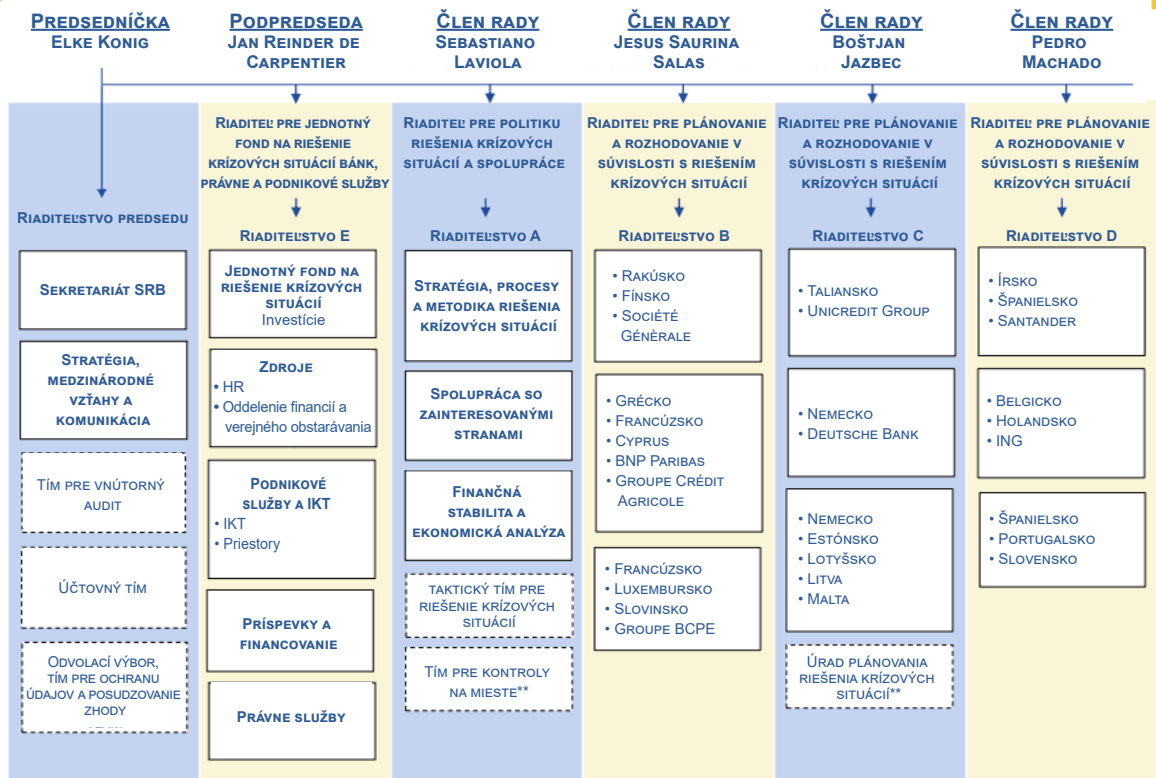 PREDSEDNÍČKA
ELKE KONIG
PODPREDSEDA
JAN REINDER DE
CARPENTIER
ČLEN RADY
SEBASTIANO
LAVIOLA
ČLEN RADY
JESUS SAURINA
SALAS
ČLEN RADY
BOŠTJAN
JAZBEC
ČLEN RADY
PEDRO
MACHADO
RIADITEĽSTVO PREDSEDU
SEKRETARIÁT SRB
STRATÉGIA,
MEDZINÁRODNÉ
VZŤAHY A
KOMUNIKÁCIA
TÍM PRE VNÚTORNÝ
AUDIT
ÚČTOVNÝ TÍM
ODVOLACÍ VÝBOR,
TÍM PRE OCHRANU
ÚDAJOV A POSUDZOVANIE
ZHODY
RIADITEĽ PRE JEDNOTNÝ
FOND NA RIEŠENIE
KRÍZOVÝCH SITUÁCIÍ BÁNK,
PRÁVNE A PODNIKOVÉ SLUŽBY
RIADITEĽSTVO E
JEDNOTNÝ FOND NA
RIEŠENIE KRÍZOVÝCH
SITUÁCIÍ
Investície
ZDROJE
• HR
• Oddelenie financií a
verejného obstarávania
PODNIKOVÉ
SLUŽBY A IKT
• IKT
• Priestory
PRÍSPEVKY A
FINANCOVANIE
PRÁVNE SLUŽBY
RIADITEĽ PRE POLITIKU
RIEŠENIA KRÍZOVÝCH
SITUÁCIÍ A SPOLUPRÁCE
RIADITEĽSTVO A
STRATÉGIA, PROCESY
A METODIKA RIEŠENIA
KRÍZOVÝCH SITUÁCIÍ
SPOLUPRÁCA SO
ZAINTERESOVANÝMI
STRANAMI
FINANČNÁ
STABILITA A
EKONOMICKÁ ANALÝZA
TAKTICKÝ TÍM PRE
RIEŠENIE KRÍZOVÝCH
SITUÁCIÍ
TÍM PRE KONTROLY
NA MIESTE**
RIADITEĽ PRE PLÁNOVANIE
A ROZHODOVANIE V
SÚVISLOSTI S RIEŠENÍM
KRÍZOVÝCH SITUÁCIÍ
RIADITEĽSTVO B
• RAKÚSKO
• FÍNSKO
• SOCIÉTÉ
GÉNÈRALE
• GRÉCKO
• FRANCÚZSKO
• CYPRUS
• BNP PARIBAS
• GROUPE CRÉDIT
AGRICOLE
• FRANCÚZSKO
• LUXEMBURSKO
• SLOVINSKO
• GROUPE BCPE
RIADITEĽ PRE PLÁNOVANIE
A ROZHODOVANIE V
SÚVISLOSTI S RIEŠENÍM
KRÍZOVÝCH SITUÁCIÍ
RIADITEĽSTVO C
• TALIANSKO
• UNICREDIT GROUP
• NEMECKO
• DEUTSCHE BANK
• NEMECKO
• ESTÓNSKO
• LOTYŠSKO
• LITVA
• MALTA
ÚRAD PLÁNOVANIA
RIEŠENIA KRÍZOVÝCH
SITUÁCIÍ**
RIADITEĽ PRE PLÁNOVANIE
A ROZHODOVANIE V
SÚVISLOSTI S RIEŠENÍM
KRÍZOVÝCH SITUÁCIÍ
RIADITEĽSTVO D
• ÍRSKO
• ŠPANIELSKO
• SANTANDER
• BELGICKO
• HOLANDSKO
• ING
• ŠPANIELSKO
• PORTUGALSKO
• SLOVENSKO